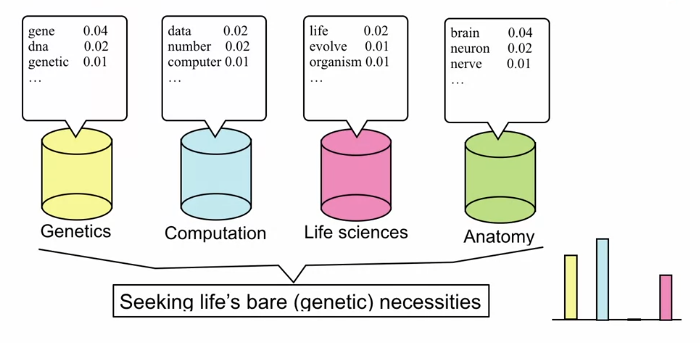 gene 0.04
dna 0.02
genetic 0.01
...
data 0.02
number 0.02
computer 0.01
...
life 0.02
evolve 0.01
organism 0.01
...
brain 0.04
neuron 0.02
nerve 0.01
...
Genetics
Computation
Life sciences
Anatomy
Seeking life's bare (genetic) necessities